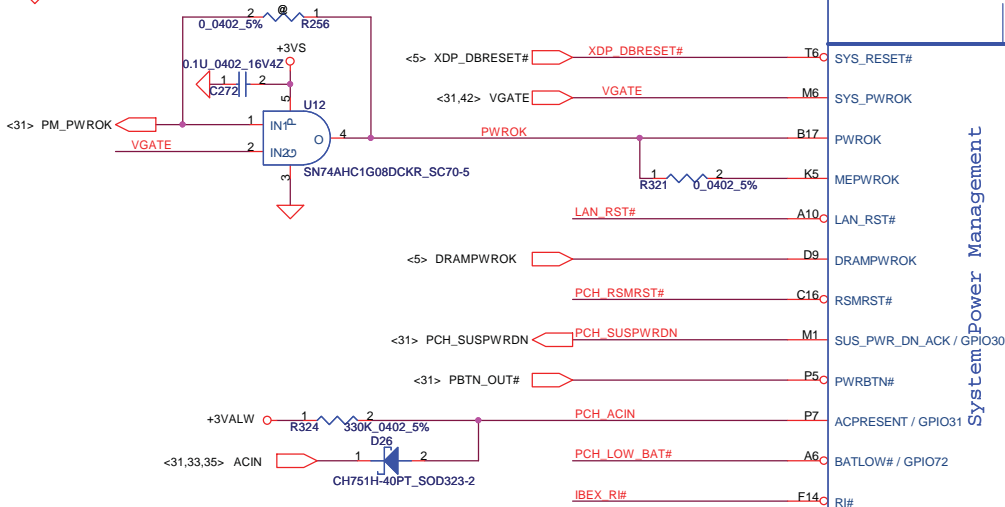 2 @ 1
0_0402_5% R256
+3VS
0.1U_0402_16V4Z
1 2
C272
5
U12
<31> PM_PWROK 1 IN1 P
O 4 PWROK
VGATE 2 IN2 G
3 SN74AHC1G08DCKR_SC70-5
<5> XDP_DBRESET# XDP_DBRESET# T6 SYS_RESET#
<31,42> VGATE VGATE M6 SYS_PWROK
B17 PWROK
1 2 K5 MEPWROK
R321 0_0402_5%
LAN_RST# A10 LAN_RST#
<5> DRAMPWROK D9 DRAMPWROK
PCH_RSMRST# C16 RSMRST#
<31> PCH_SUSPWRDN PCH_SUSPWRDN M1 SUS_PWR_DN_ACK / GPIO30
<31> PBTN_OUT# P5 PWRBTN#
+3VALW 1 2 PCH_ACIN P7 ACPRESENT / GPIO31
R324 330K_0402_5%
D26
<31,33,35> ACIN 1 2
CH751H-40PT_SOD323-2
PCH_LOW_BAT# A6 BATLOW# / GPIO72
IBEX_RI# F14 RI#
System Power Management